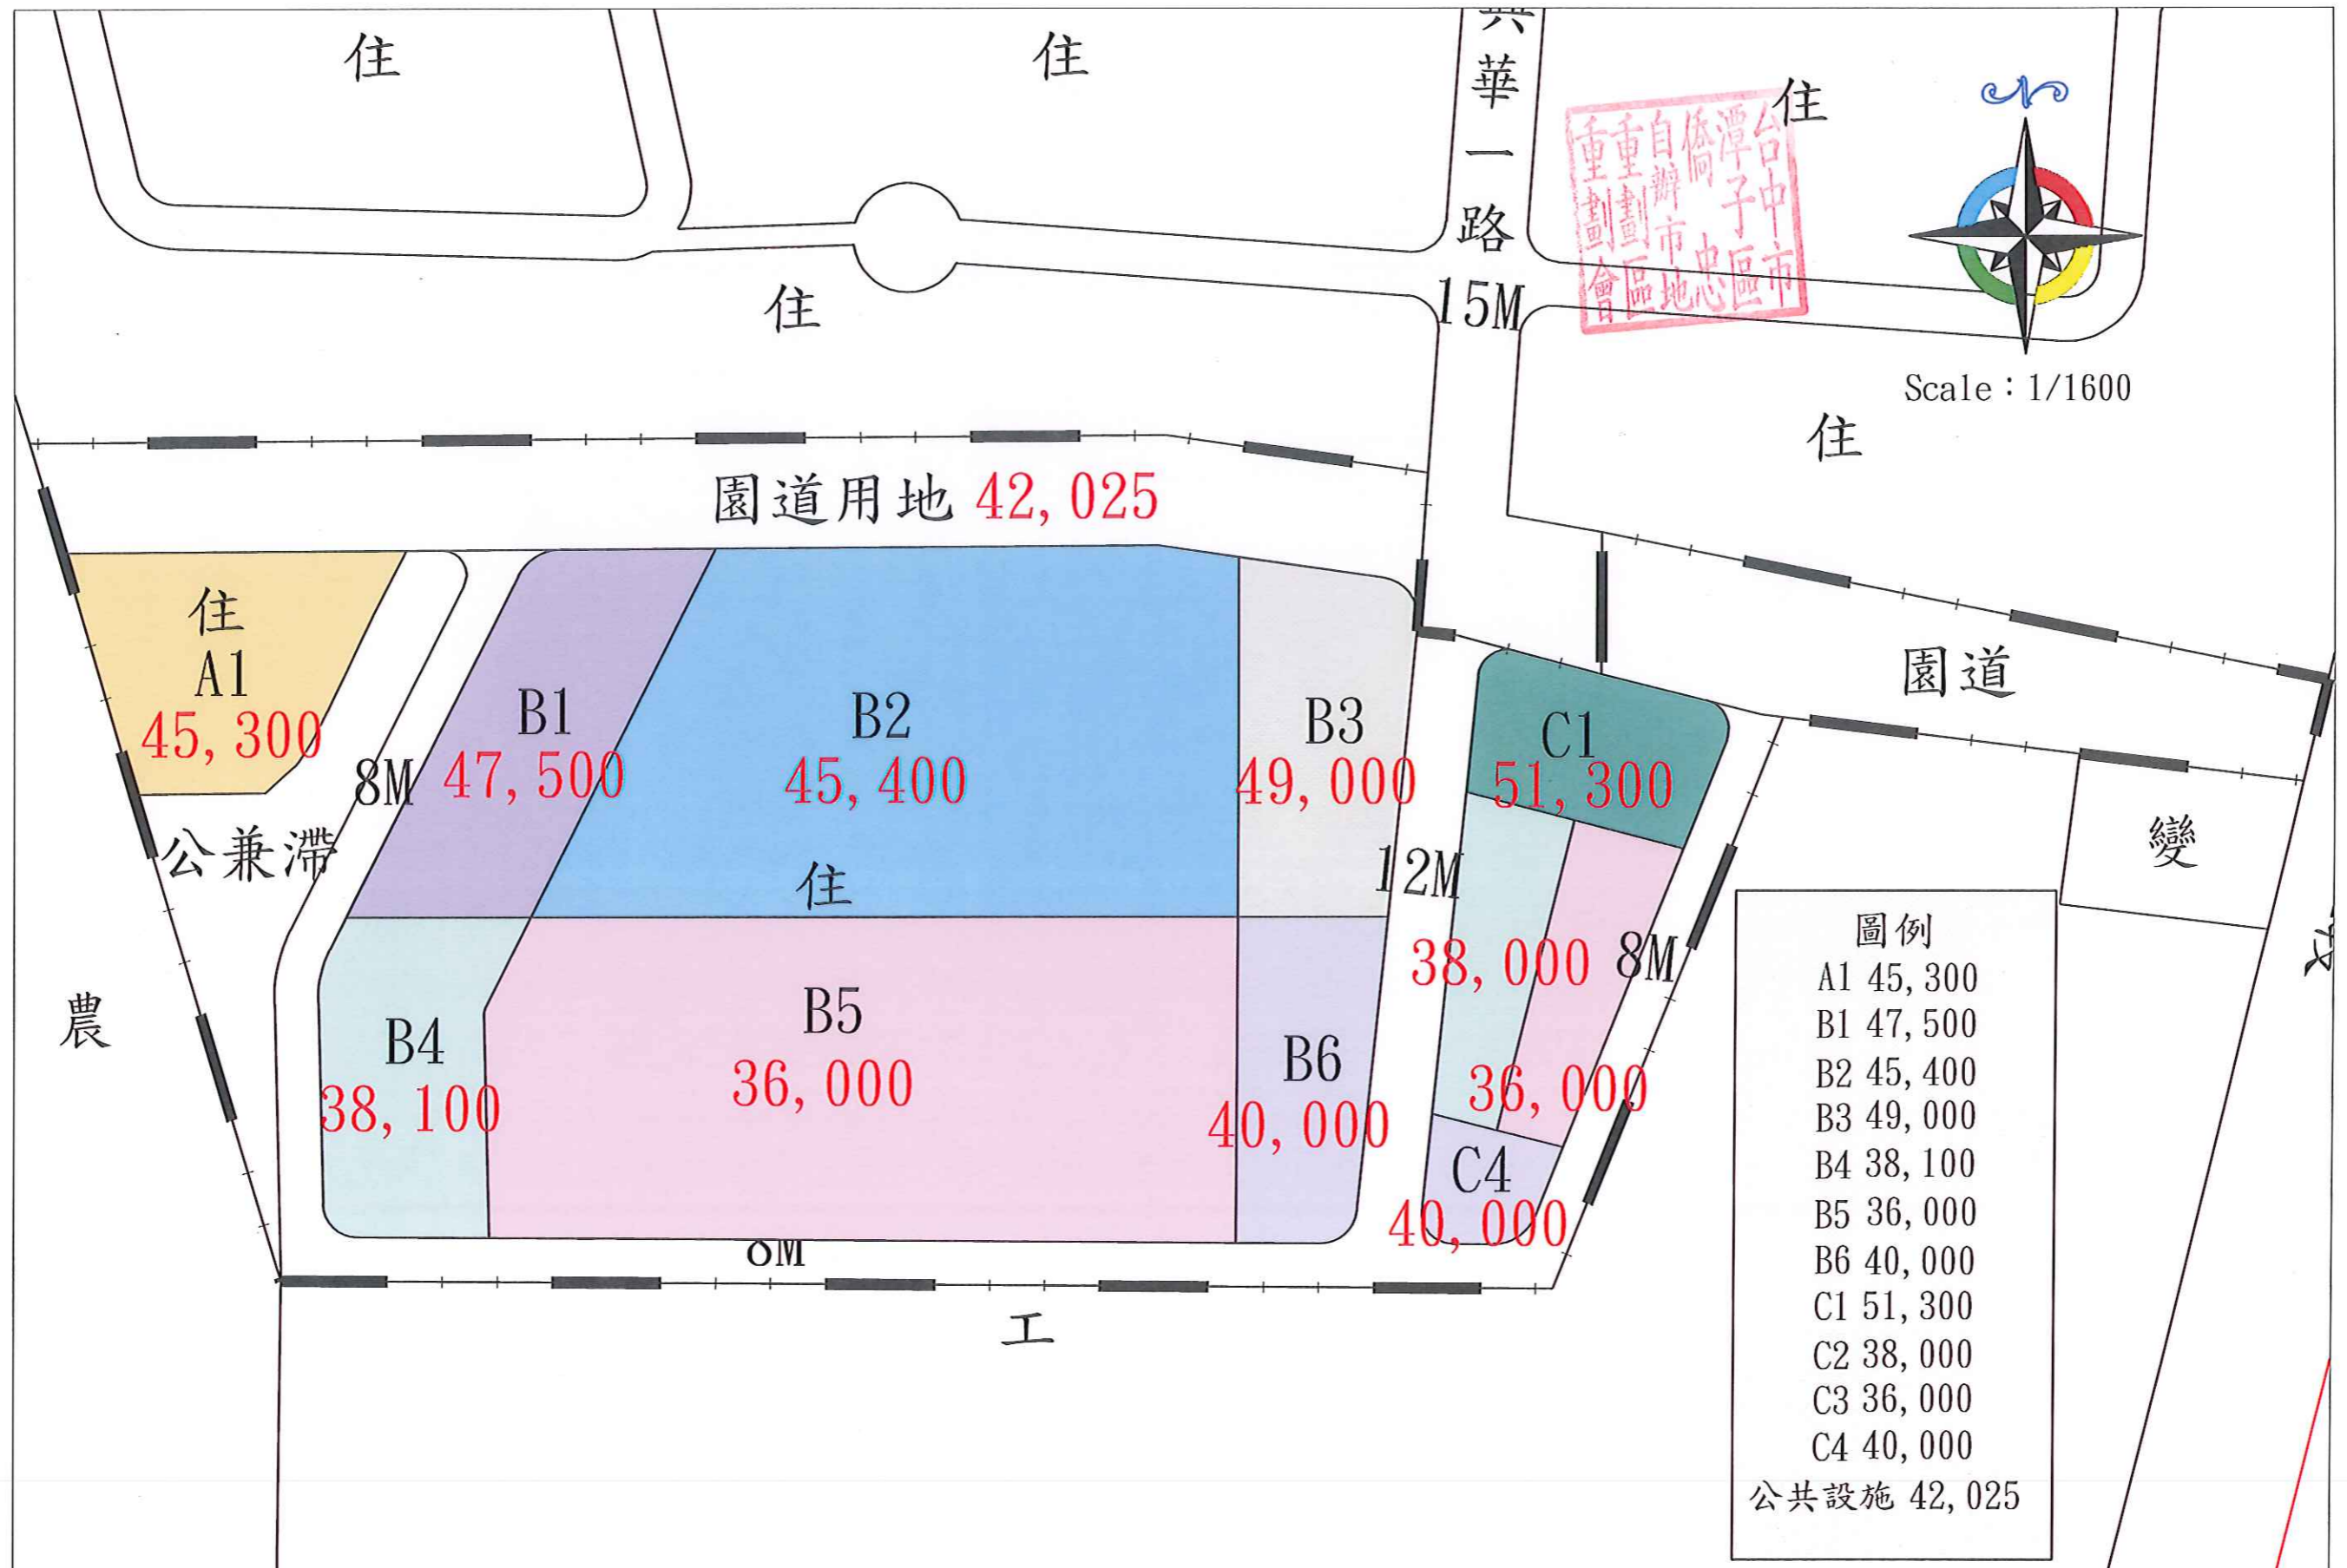 住
住
華一路
15M
住
住
台中市
潭子區
僑忠
自辦市地
重劃區
重劃會
N
Scale：1/1600
住
園道用地 42,025
園道
住
A1
45,300
8M
B1
47,500
B2
45,400
住
B3
49,000
12M
C1
51,300
變
公兼滯
38,000
8M
36,000
農
B4
38,100
B5
36,000
B6
40,000
C4
40,000
8M
工
圖例
A1 45,300
B1 47,500
B2 45,400
B3 49,000
B4 38,100
B5 36,000
B6 40,000
C1 51,300
C2 38,000
C3 36,000
C4 40,000
公共設施 42,025